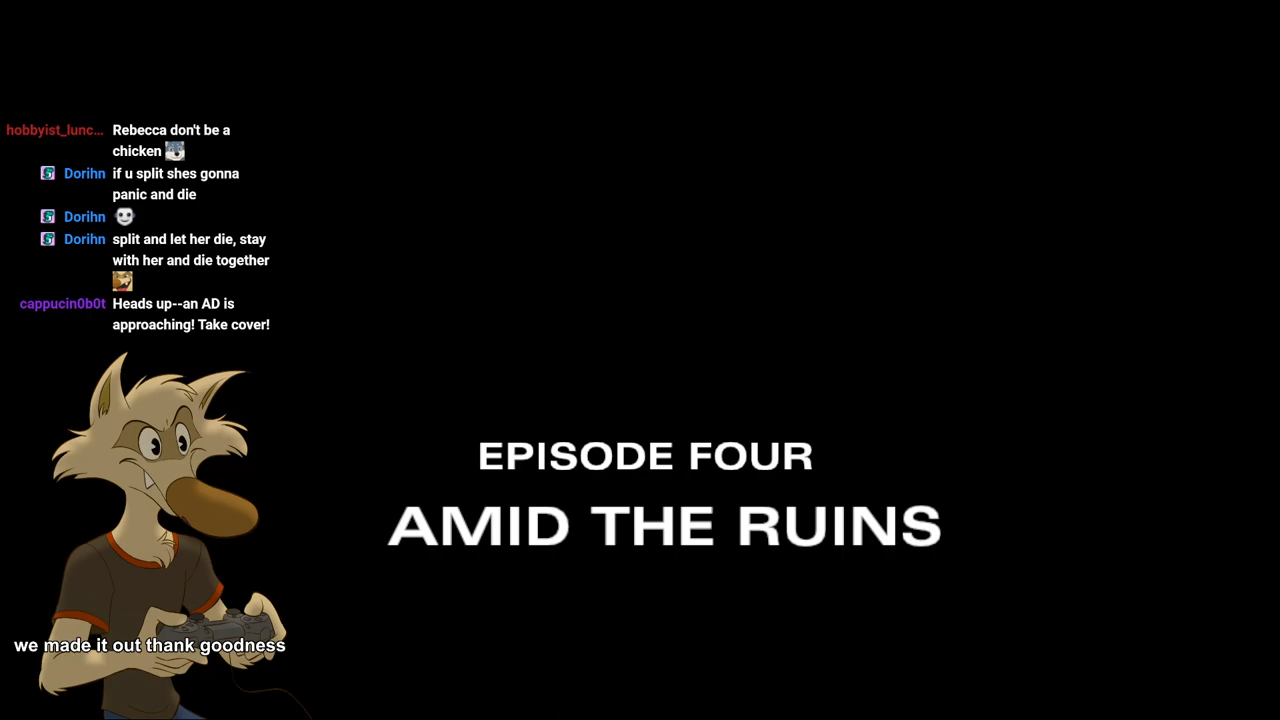 hobbyist_lunc... Rebecca don't be a
chicken
Dorihn if u split shes gonna
panic and die
Dorihn
Dorihn split and let her die, stay
with her and die together
cappucin0b0t Heads up--an AD is
approaching! Take cover!
EPISODE FOUR
AMID THE RUINS
we made it out thank goodness